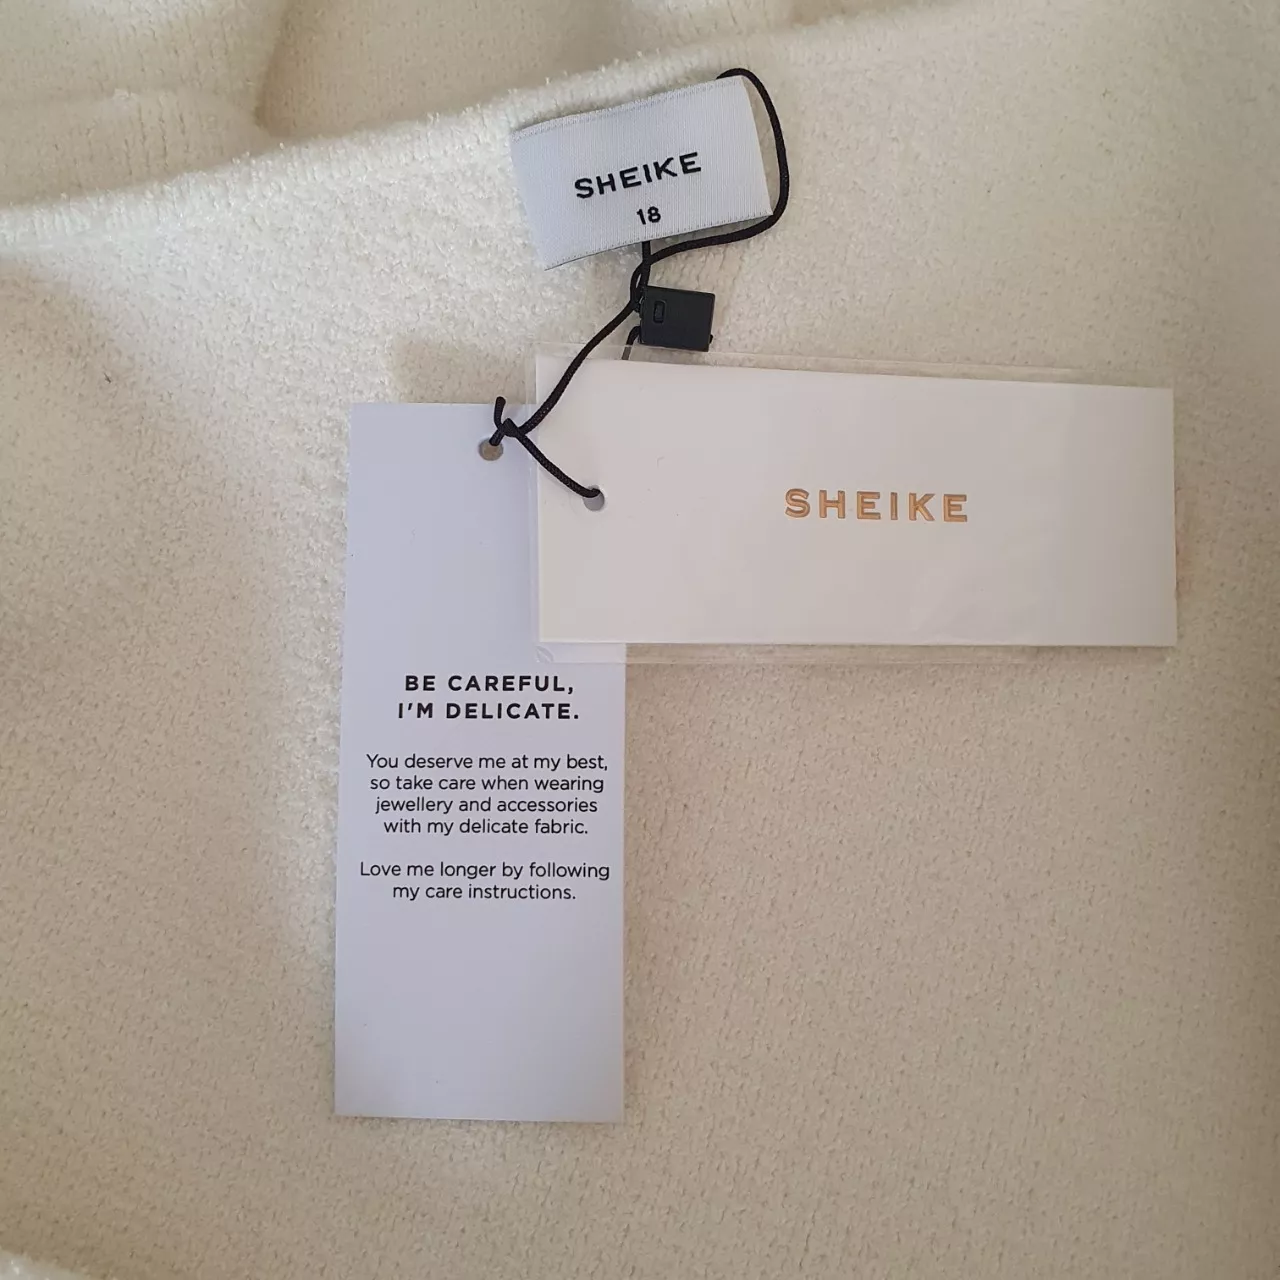 SHEIKE
18
SHEIKE
BE CAREFUL,
I'M DELICATE.
You deserve me at my best,
so take care when wearing
jewellery and accessories
with my delicate fabric.
Love me longer by following
my care instructions.